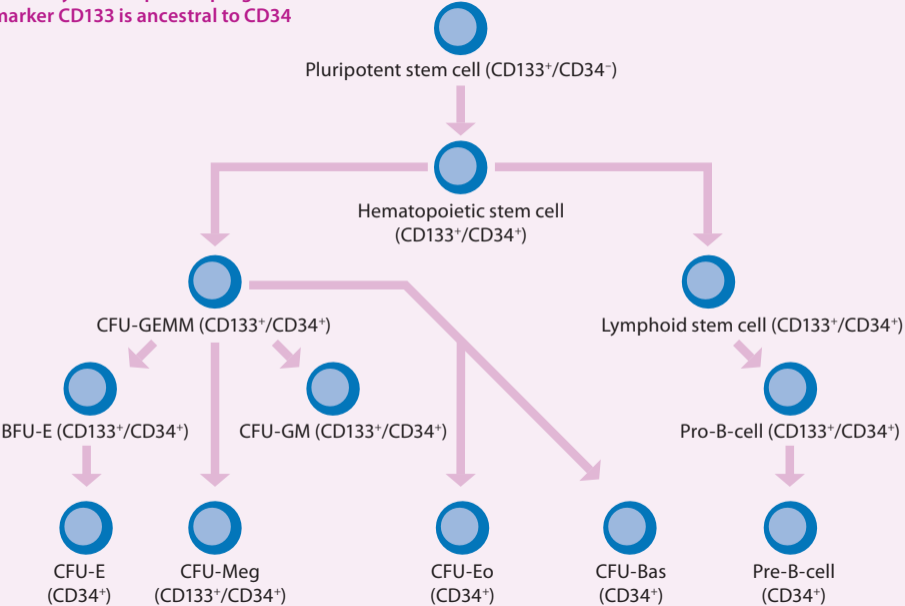 marker CD133 is ancestral to CD34
Pluripotent stem cell (CD133⁺/CD34⁻)
Hematopoietic stem cell
(CD133⁺/CD34⁺)
CFU-GEMM (CD133⁺/CD34⁺)
Lymphoid stem cell (CD133⁺/CD34⁺)
BFU-E (CD133⁺/CD34⁺)
CFU-GM (CD133⁺/CD34⁺)
Pro-B-cell (CD133⁺/CD34⁺)
CFU-E
(CD34⁺)
CFU-Meg
(CD133⁺/CD34⁺)
CFU-Eo
(CD34⁺)
CFU-Bas
(CD34⁺)
Pre-B-cell
(CD34⁺)